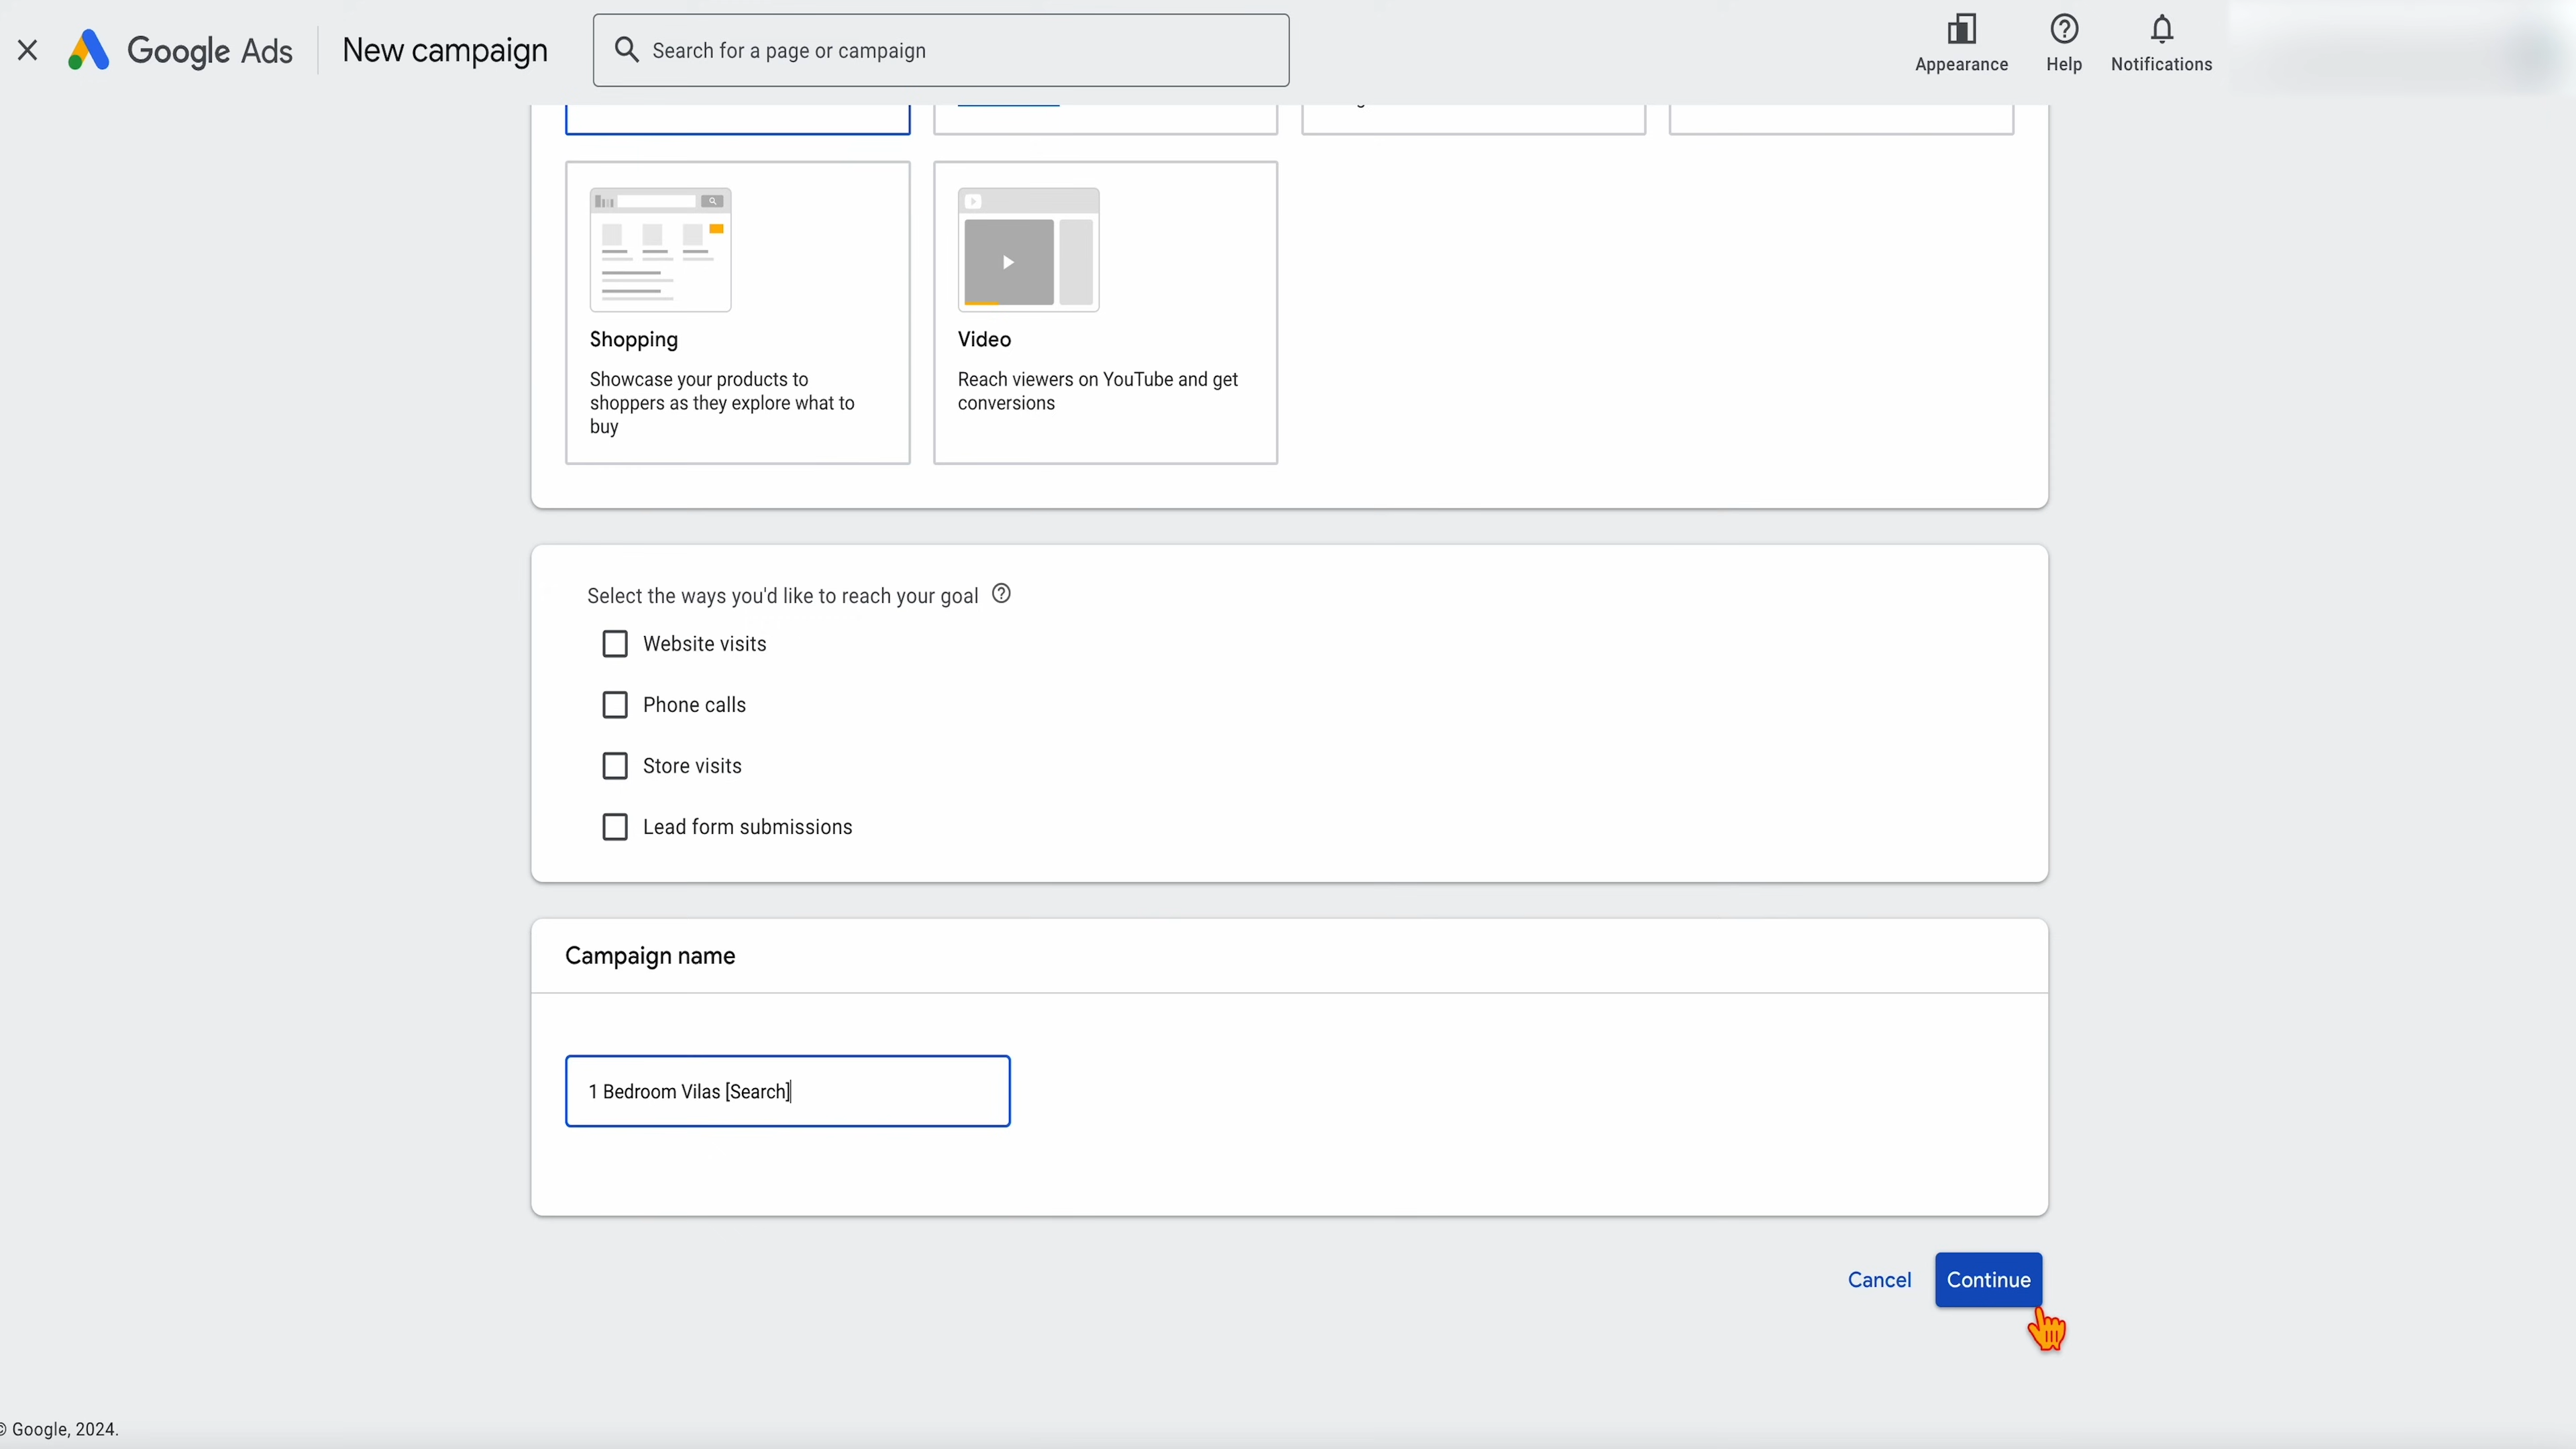 Google Ads
New campaign
Search for a page or campaign
Appearance
Help
Notifications
Shopping
Showcase your products to
shoppers as they explore what to
buy
Video
Reach viewers on YouTube and get
conversions
Select the ways you'd like to reach your goal
Website visits
Phone calls
Store visits
Lead form submissions
Campaign name
1 Bedroom Vilas [Search]
Cancel
Continue
© Google, 2024.